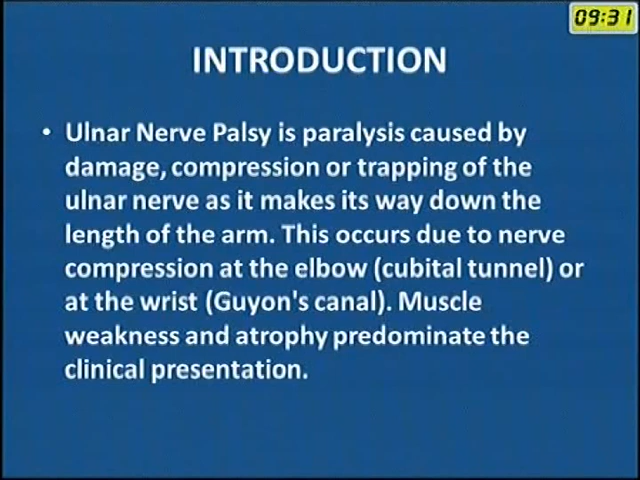 09:31
INTRODUCTION
• Ulnar Nerve Palsy is paralysis caused by
damage, compression or trapping of the
ulnar nerve as it makes its way down the
length of the arm. This occurs due to nerve
compression at the elbow (cubital tunnel) or
at the wrist (Guyon's canal). Muscle
weakness and atrophy predominate the
clinical presentation.